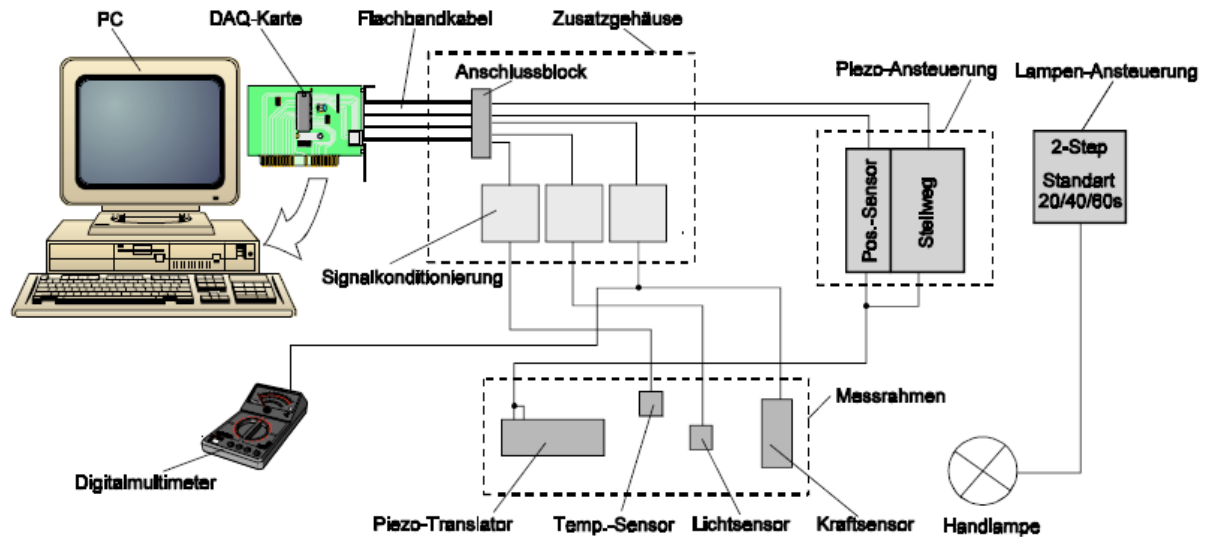 PC
DAQ-Karte
Flachbandkabel
Zusatzgehäuse
Anschlussblock
Piezo-Ansteuerung
Lampen-Ansteuerung
2-Step
Standart
20/40/60s
Pos.-Sensor
Stellweg
Signalkonditionierung
Messrahmen
Digitalmultimeter
Piezo-Translator
Temp.-Sensor
Lichtsensor
Kraftsensor
Handlampe